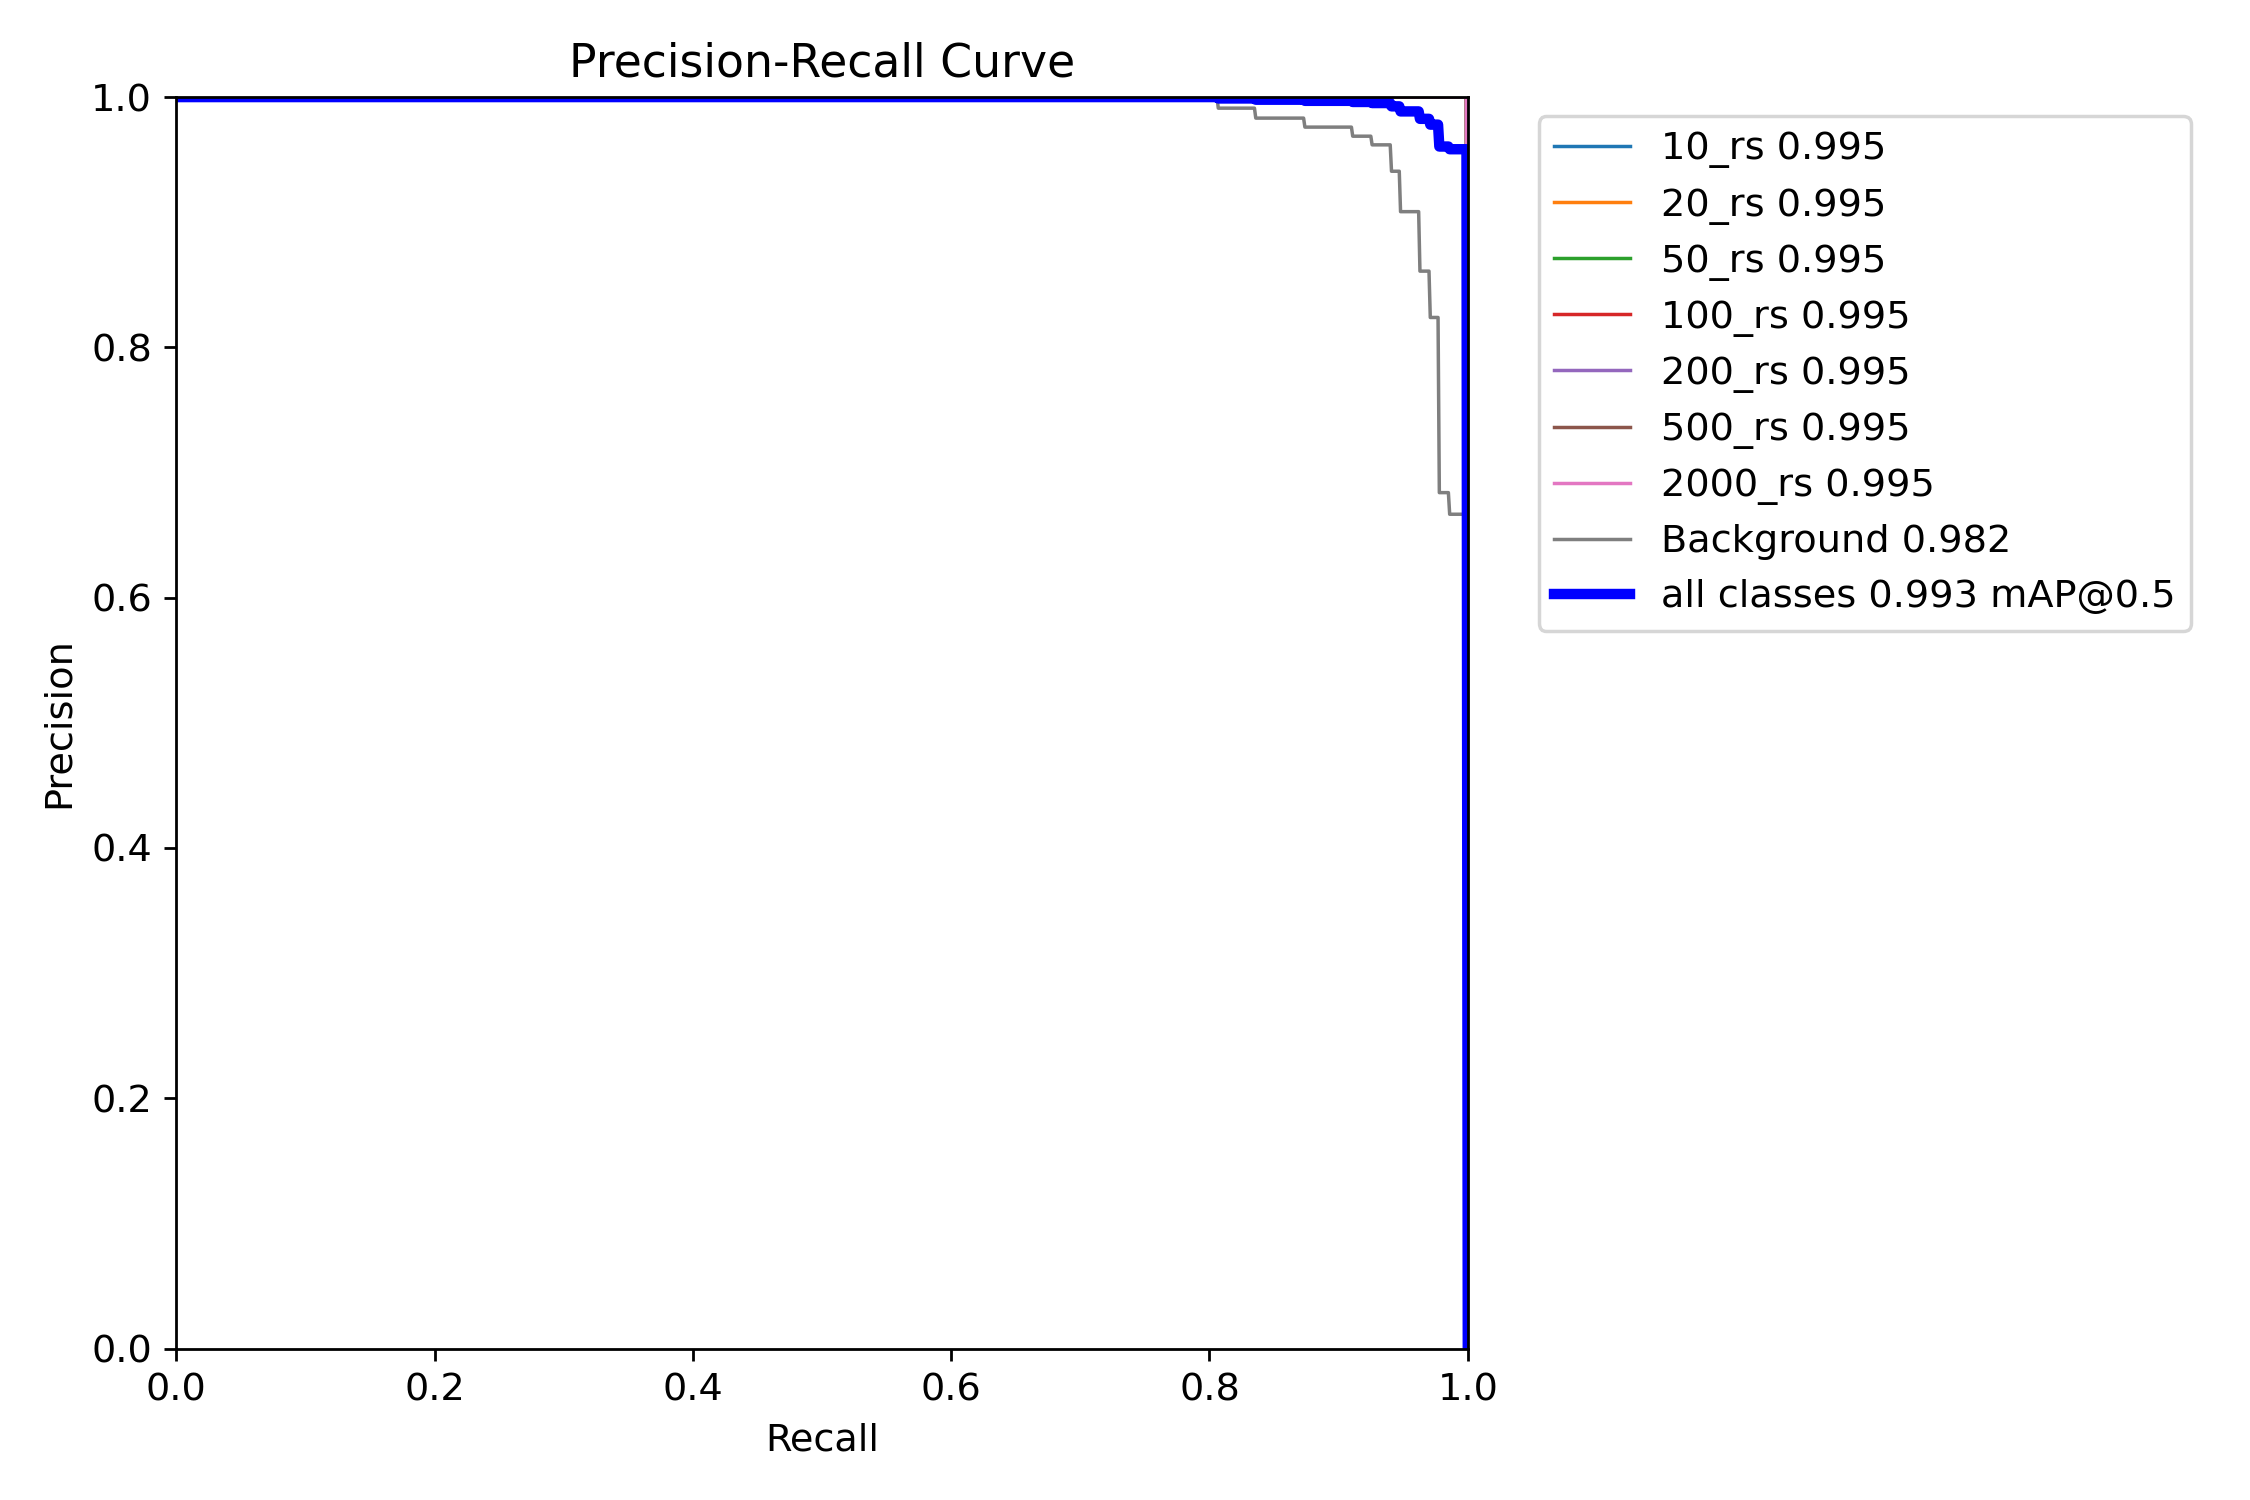 Precision-Recall Curve
1.0
0.8
0.6
0.4
0.2
0.0
Precision
0.0 0.2 0.4 0.6 0.8 1.0
Recall
10_rs 0.995
20_rs 0.995
50_rs 0.995
100_rs 0.995
200_rs 0.995
500_rs 0.995
2000_rs 0.995
Background 0.982
all classes 0.993 mAP@0.5